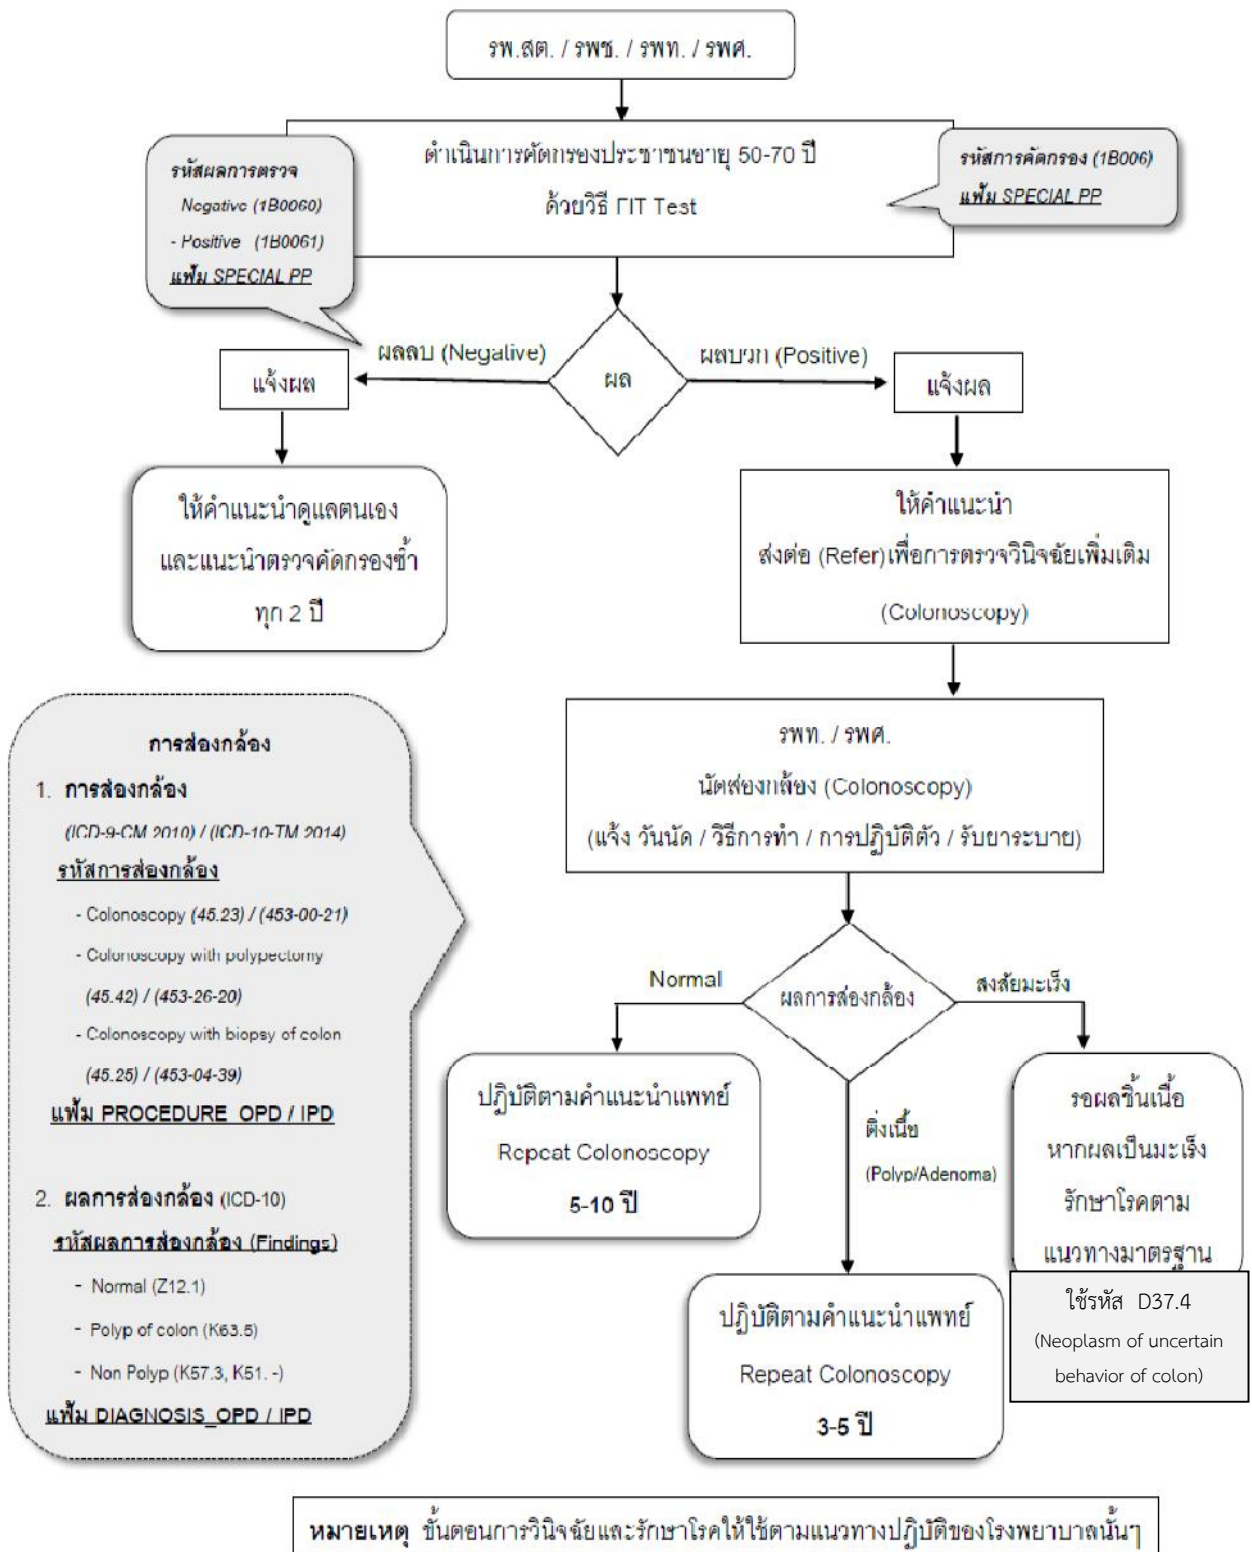 รพ.สต. / รพช. / รพท. / รพศ.
ดำเนินการคัดกรองประชาชนอายุ 50-70 ปี
ด้วยวิธี FIT Test
รหัสผลการตรวจ
Negative (1B0060)
- Positive (1B0061)
แฟ้ม SPECIAL PP
รหัสการคัดกรอง (1B006)
แฟ้ม SPECIAL PP
ผลลบ (Negative)
ผล
ผลบวก (Positive)
แจ้งผล
แจ้งผล
ให้คำแนะนำดูแลตนเอง
และแนะนำตรวจคัดกรองซ้ำ
ทุก 2 ปี
ให้คำแนะนำ
ส่งต่อ (Refer)เพื่อการตรวจวินิจฉัยเพิ่มเติม
(Colonoscopy)
รพท. / รพศ.
นัดส่องกล้อง (Colonoscopy)
(แจ้ง วันนัด / วิธีการทำ / การปฏิบัติตัว / รับยาระบาย)
การส่องกล้อง
1. การส่องกล้อง
(ICD-9-CM 2010) / (ICD-10-TM 2014)
รหัสการส่องกล้อง
- Colonoscopy (45.23) / (453-00-21)
- Colonoscopy with polypectomy
(45.42) / (453-26-20)
- Colonoscopy with biopsy of colon
(45.25) / (453-04-39)
แฟ้ม PROCEDURE_OPD / IPD
2. ผลการส่องกล้อง (ICD-10)
รหัสผลการส่องกล้อง (Findings)
- Normal (Z12.1)
- Polyp of colon (K63.5)
- Non Polyp (K57.3, K51. -)
แฟ้ม DIAGNOSIS_OPD / IPD
Normal
ผลการส่องกล้อง
สงสัยมะเร็ง
ปฏิบัติตามคำแนะนำแพทย์
Repeat Colonoscopy
5-10 ปี
ติ่งเนื้อ
(Polyp/Adenoma)
รอผลชิ้นเนื้อ
หากผลเป็นมะเร็ง
รักษาโรคตาม
แนวทางมาตรฐาน
ใช้รหัส D37.4
(Neoplasm of uncertain
behavior of colon)
ปฏิบัติตามคำแนะนำแพทย์
Repeat Colonoscopy
3-5 ปี
หมายเหตุ ขั้นตอนการวินิจฉัยและรักษาโรคให้ใช้ตามแนวทางปฏิบัติของโรงพยาบาลนั้นๆ